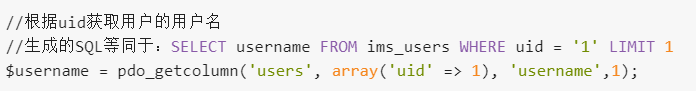 //根据uid获取用户的用户名
//生成的SQL等同于：SELECT username FROM ims_users WHERE uid = '1' LIMIT 1
$username = pdo_getcolumn('users', array('uid' => 1), 'username',1);